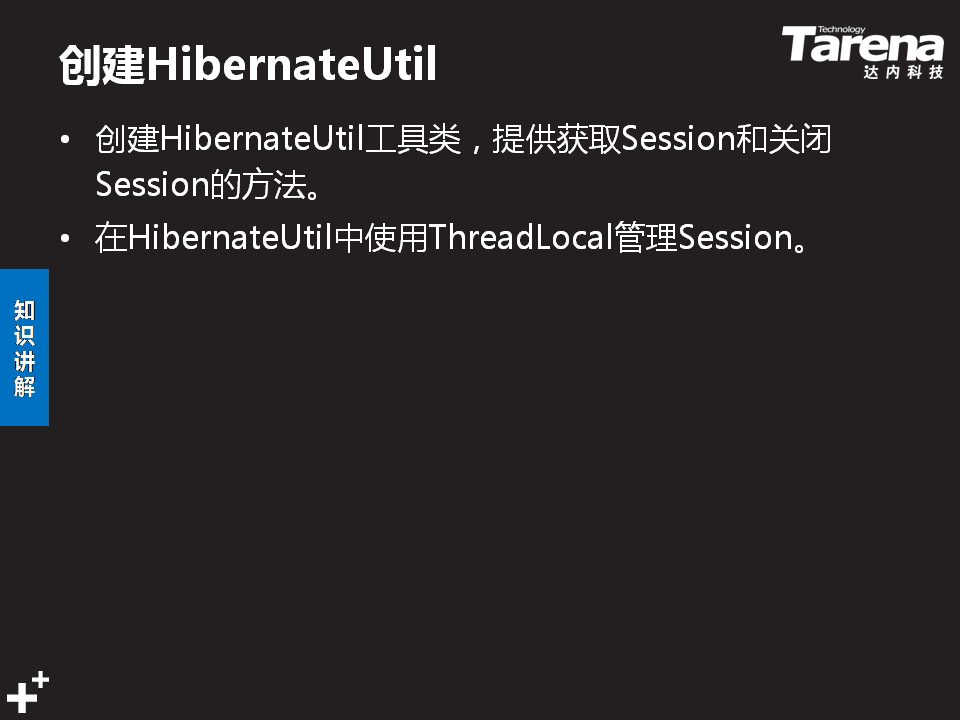 创建HibernateUtil
Technology
Tarena
达内科技
• 创建HibernateUtil工具类，提供获取Session和关闭
Session的方法。
• 在HibernateUtil中使用ThreadLocal管理Session。
知识讲解